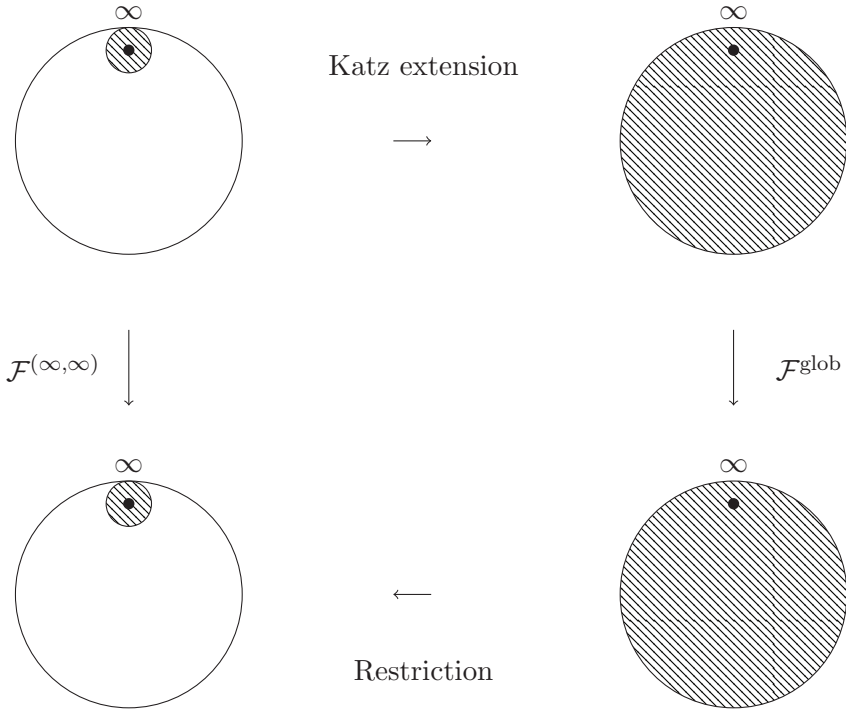 ∞
∞
Katz extension
ℱ^(∞,∞)
ℱ^glob
∞
∞
Restriction